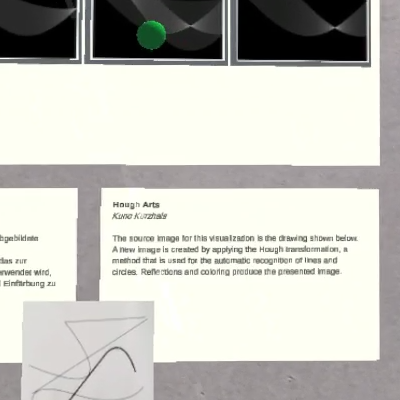 bgebildete
das zur
erwendet wird,
Einfärbung zu
Hough Arts
Kuno Kurzhals
The source image for this visualization is the drawing shown below.
A new image is created by applying the Hough transformation, a
method that is used for the automatic recognition of lines and
circles. Reflections and coloring produce the presented image.